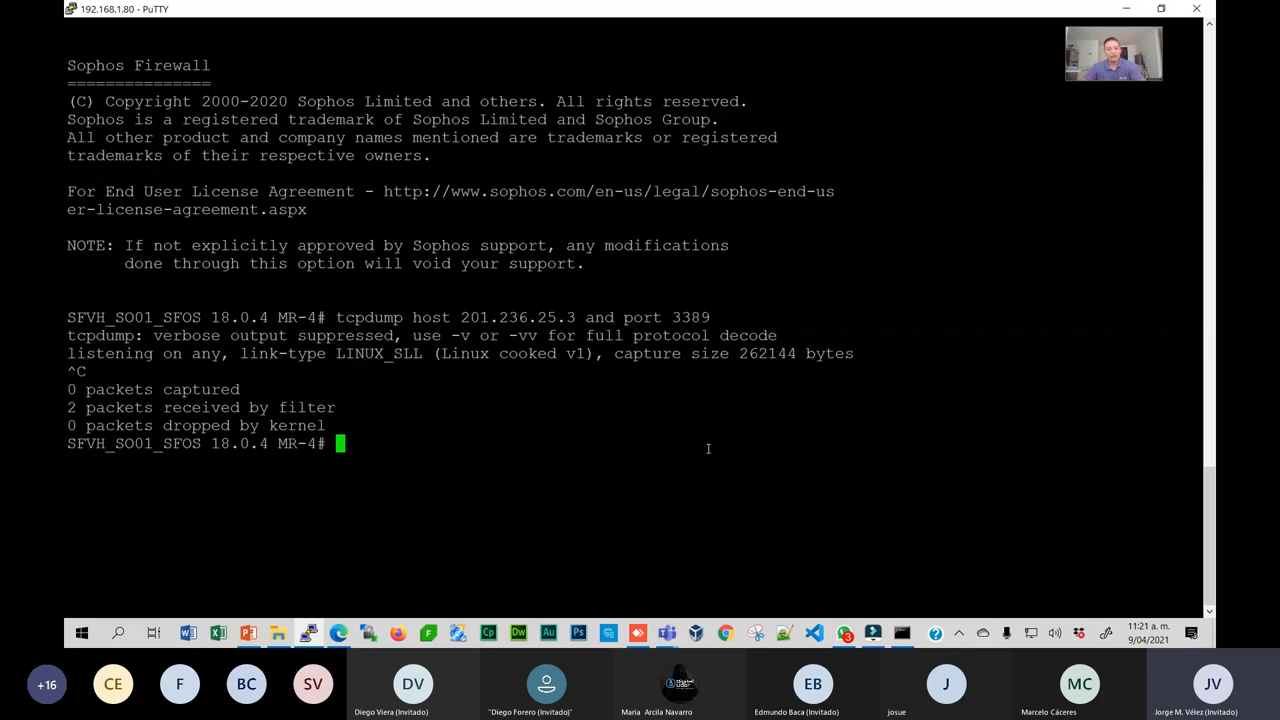 192.168.1.80 - PuTTY
Sophos Firewall
===============
(C) Copyright 2000-2020 Sophos Limited and others. All rights reserved.
Sophos is a registered trademark of Sophos Limited and Sophos Group.
All other product and company names mentioned are trademarks or registered
trademarks of their respective owners.
For End User License Agreement - http://www.sophos.com/en-us/legal/sophos-end-us
er-license-agreement.aspx
NOTE: If not explicitly approved by Sophos support, any modifications
done through this option will void your support.
SFVH_SO01_SFOS 18.0.4 MR-4# tcpdump host 201.236.25.3 and port 3389
tcpdump: verbose output suppressed, use -v or -vv for full protocol decode
listening on any, link-type LINUX_SLL (Linux cooked v1), capture size 262144 bytes
^C
0 packets captured
2 packets received by filter
0 packets dropped by kernel
SFVH_SO01_SFOS 18.0.4 MR-4#
11:21 a. m.
9/04/2021
+16
CE
F
BC
SV
DV
EB
J
MC
JV
Diego Viera (Invitado)
"Diego Forero (Invitado)"
Maria Arcila Navarro
Edmundo Baca (Invitado)
josue
Marcelo Cáceres
Jorge M. Vélez (Invitado)